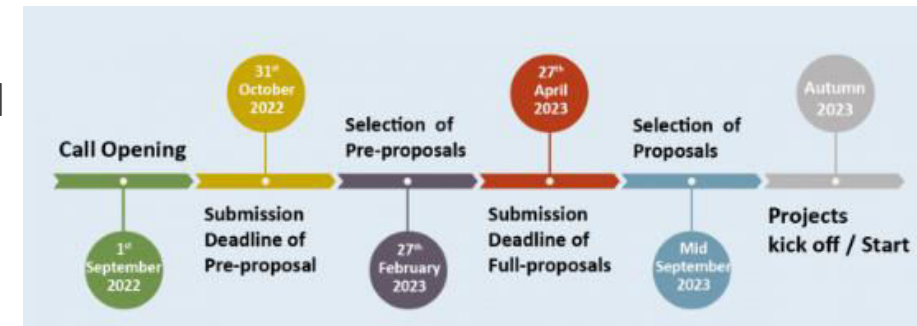 Call Opening
1st
September
2022
31st
October
2022
Submission
Deadline of
Pre-proposal
Selection of
Pre-proposals
27th
February
2023
27th
April
2023
Submission
Deadline of
Full-proposals
Selection of
Proposals
Mid
September
2023
Autumn
2023
Projects
kick off / Start